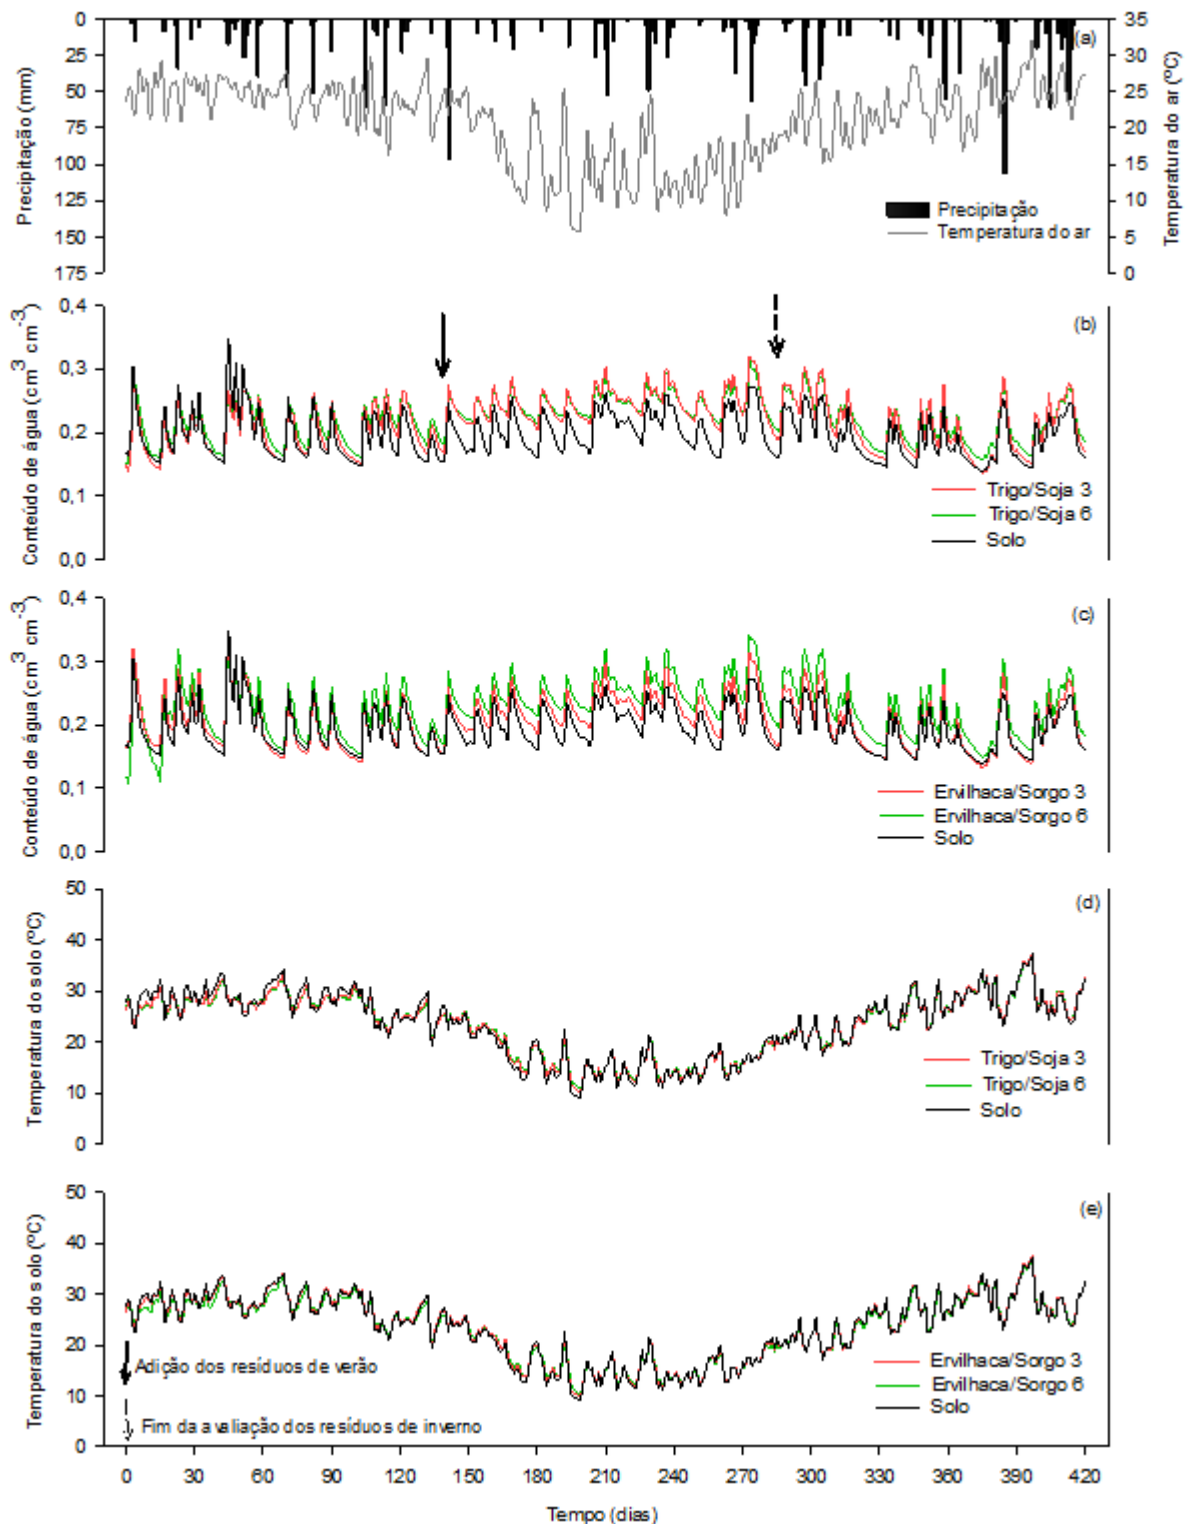 Precipitação (mm)
0
25
50
75
100
125
150
175
35
30
25
20
15
10
5
0
Temperatura do ar (ºC)
(a)
Precipitação
Temperatura do ar
Conteúdo de água (cm³ cm⁻³)
0,4
0,3
0,2
0,1
0,0
(b)
Trigo/Soja 3
Trigo/Soja 6
Solo
Conteúdo de água (cm³ cm⁻³)
0,4
0,3
0,2
0,1
0,0
(c)
Ervilhaca/Sorgo 3
Ervilhaca/Sorgo 6
Solo
Temperatura do solo (ºC)
50
40
30
20
10
0
(d)
Trigo/Soja 3
Trigo/Soja 6
Solo
Temperatura do solo (ºC)
50
40
30
20
10
0
(e)
Adição dos resíduos de verão
Fim da avaliação dos resíduos de inverno
Ervilhaca/Sorgo 3
Ervilhaca/Sorgo 6
Solo
0 30 60 90 120 150 180 210 240 270 300 330 360 390 420
Tempo (dias)